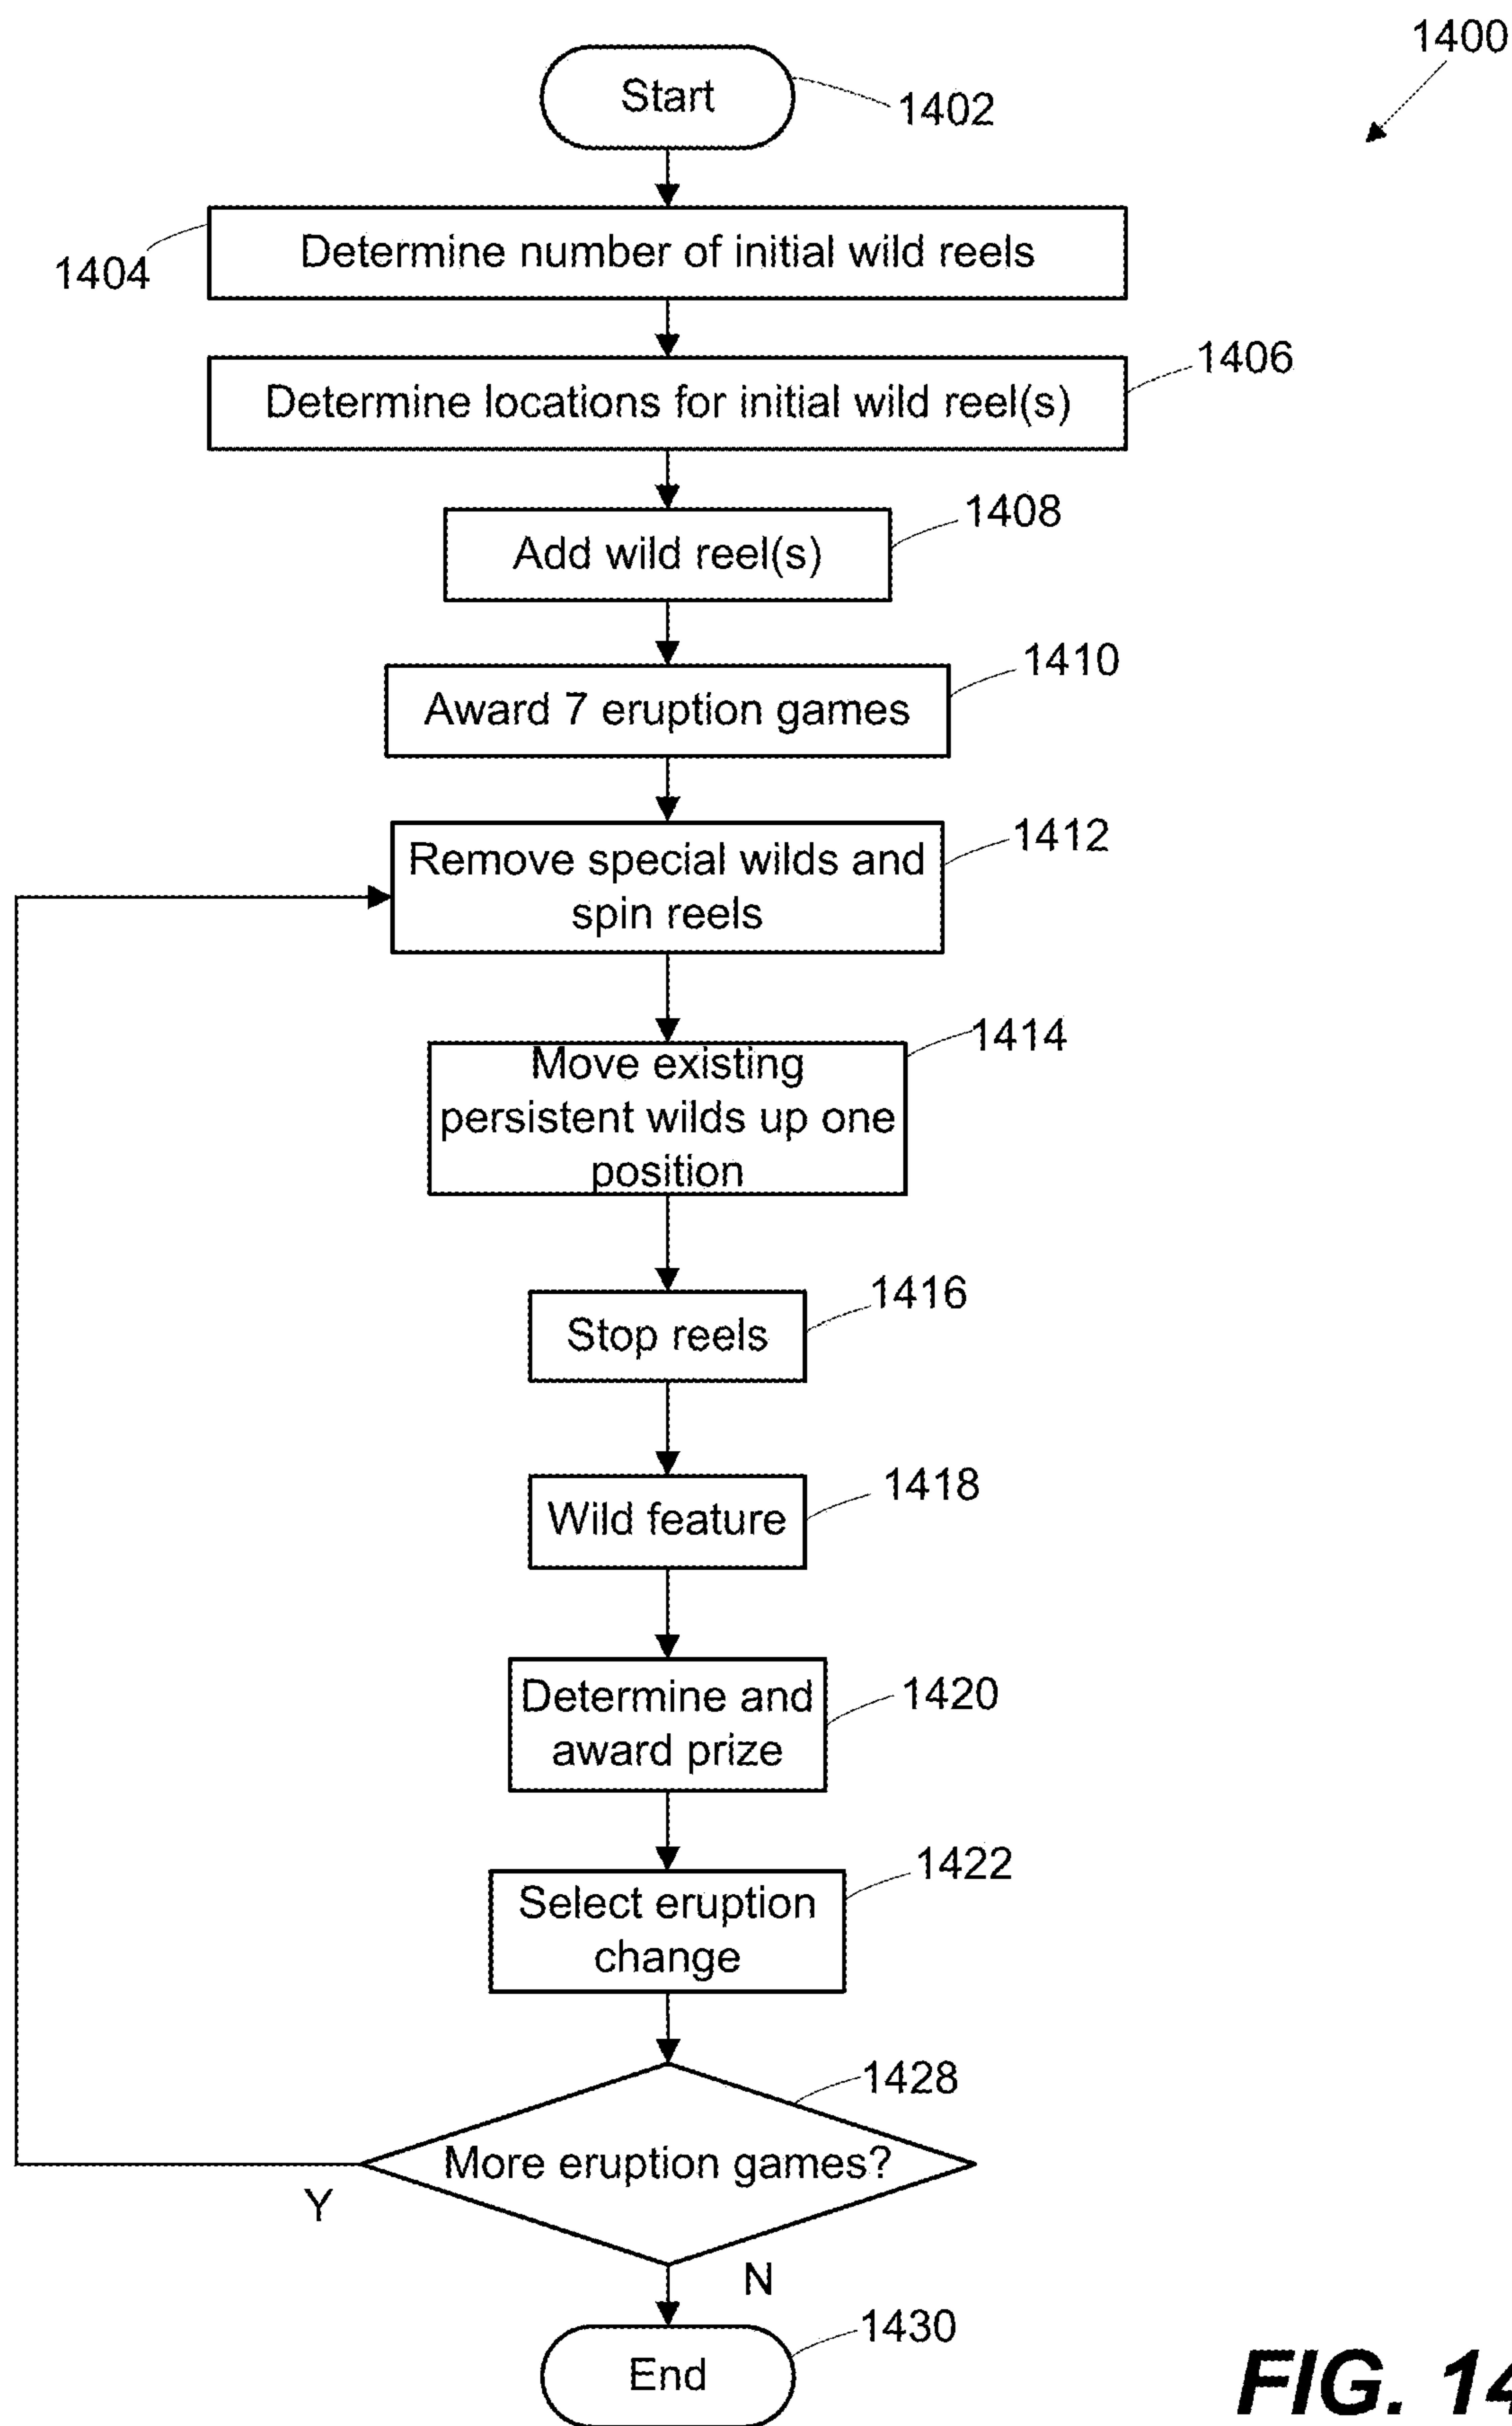 1400
Start
1402
Determine number of initial wild reels
1404
Determine locations for initial wild reel(s)
1406
Add wild reel(s)
1408
Award 7 eruption games
1410
Remove special wilds and
spin reels
1412
Move existing
persistent wilds up one
position
1414
Stop reels
1416
Wild feature
1418
Determine and
award prize
1420
Select eruption
change
1422
More eruption games?
1428
Y
N
End
1430
FIG. 14